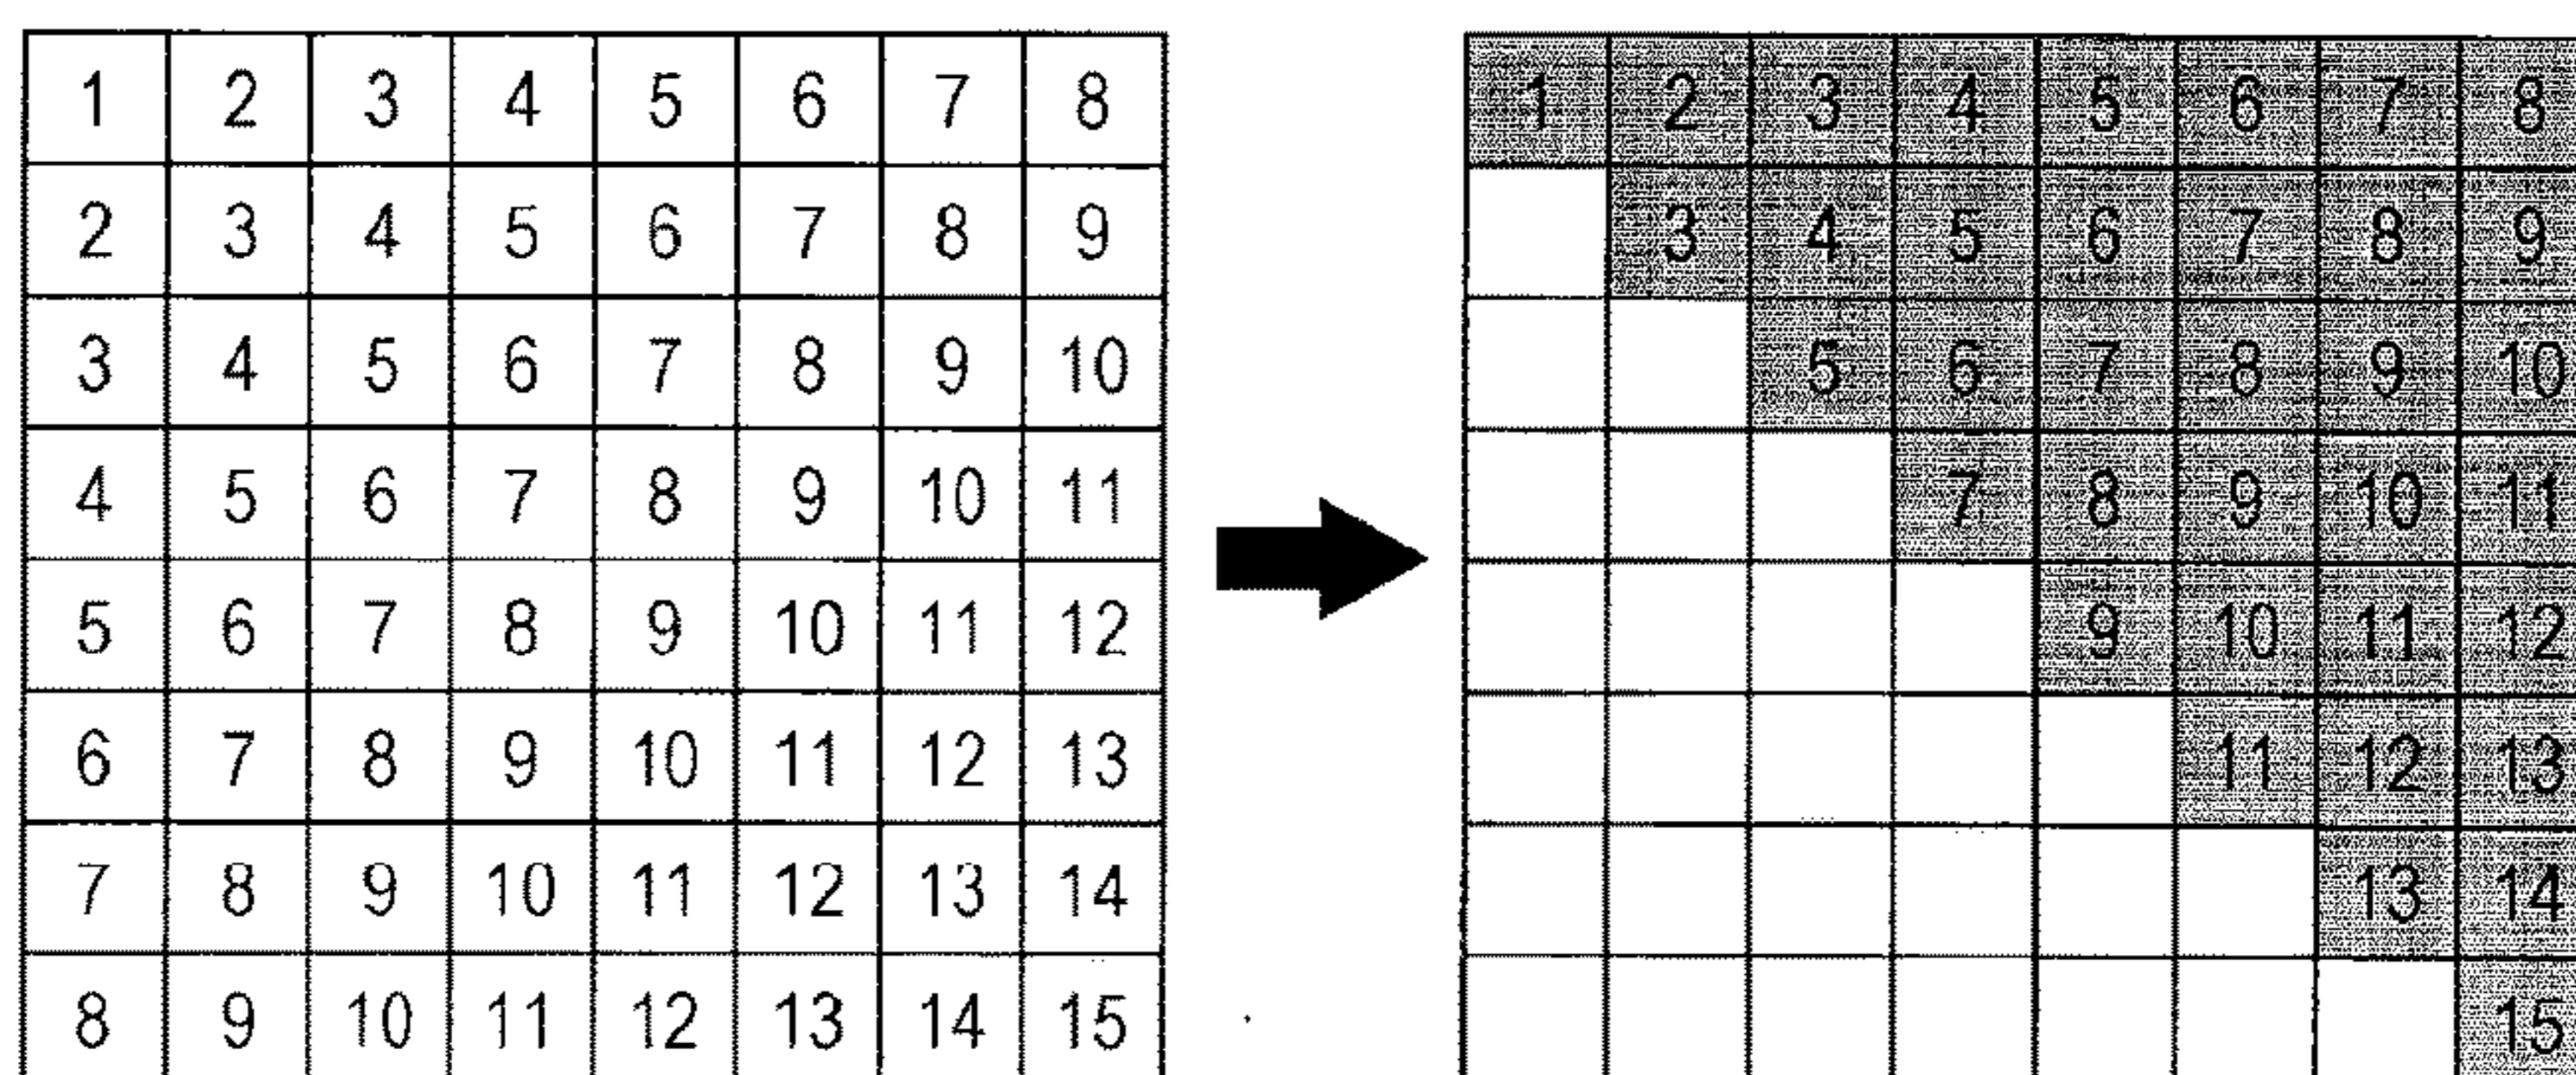 1 2 3 4 5 6 7 8
2 3 4 5 6 7 8 9
3 4 5 6 7 8 9 10
4 5 6 7 8 9 10 11
5 6 7 8 9 10 11 12
6 7 8 9 10 11 12 13
7 8 9 10 11 12 13 14
8 9 10 11 12 13 14 15
1 2 3 4 5 6 7 8
3 4 5 6 7 8 9
5 6 7 8 9 10
7 8 9 10 11
9 10 11 12
11 12 13
13 14
15